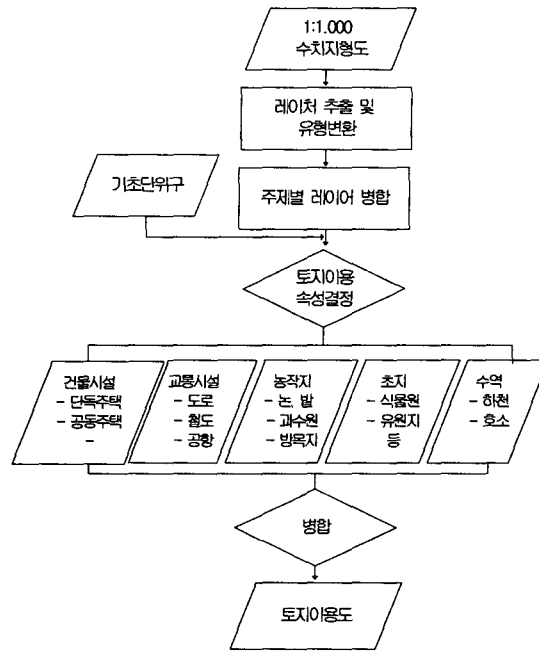 1:1.000
수치지형도
레이처 추출 및
유형변환
기초단위구
주제별 레이어 병합
토지이용
속성결정
건물시설
- 단독주택
- 공동주택
-
교통시설
- 도로
- 철도
- 공항
농작지
- 논, 밭
- 과수원
- 방목지
초지
- 식물원
- 유원지
등
수역
- 하천
- 호소
병합
토지이용도